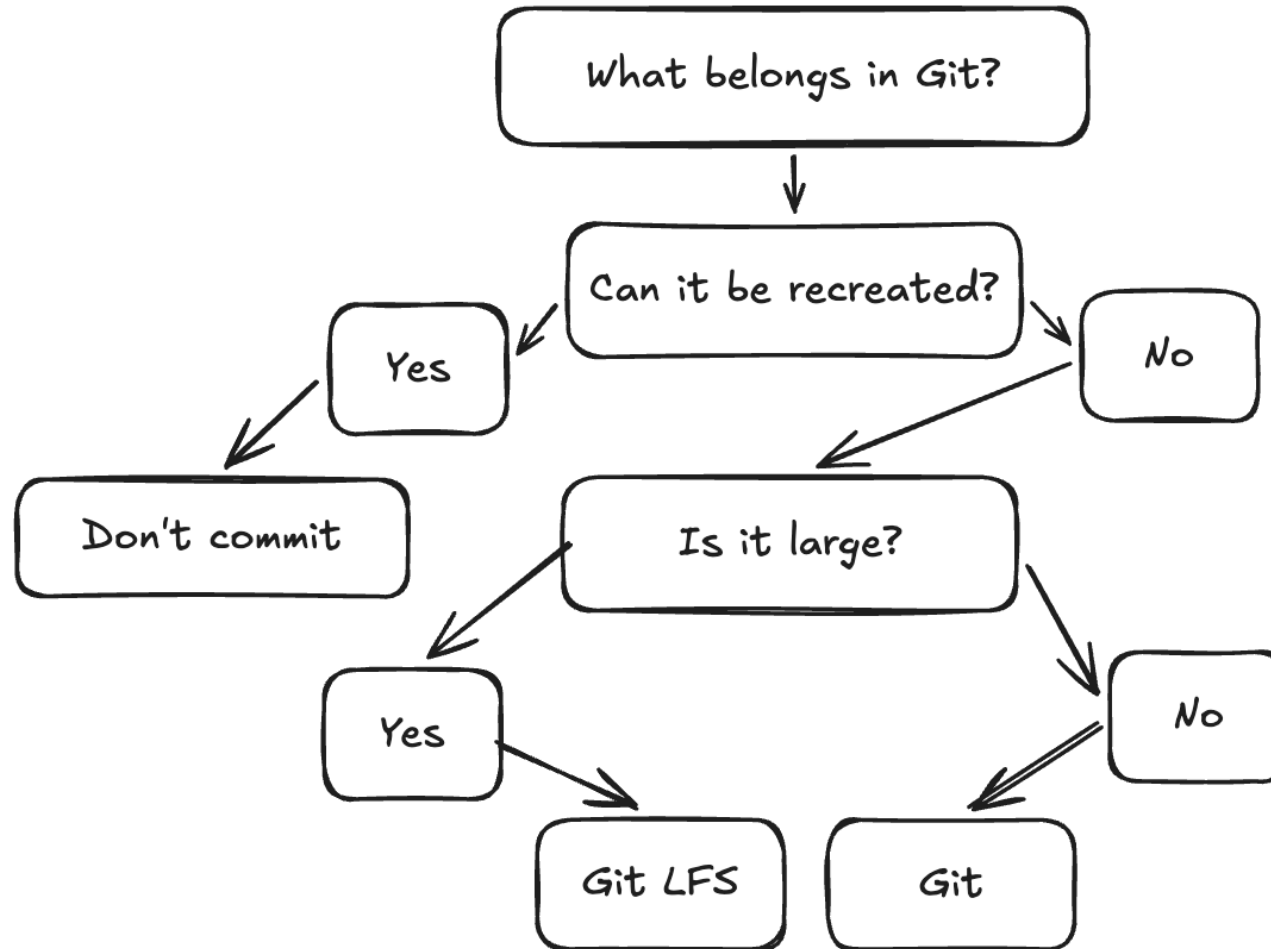 What belongs in Git?
Can it be recreated?
Yes
No
Don't commit
Is it large?
Yes
No
Git LFS
Git